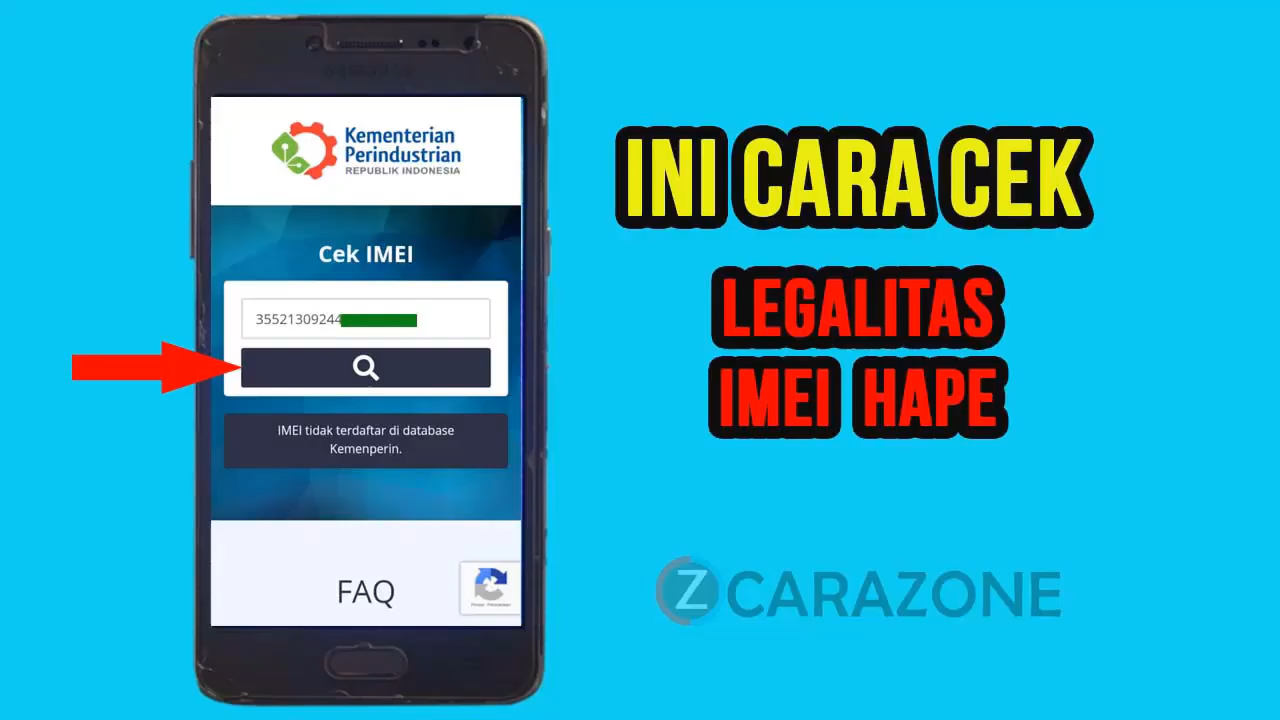 SAMSUNG
Kementerian
Perindustrian
REPUBLIK INDONESIA
Cek IMEI
35521309244
IMEI tidak terdaftar di database
Kemenperin.
FAQ
INI CARA CEK
LEGALITAS
IMEI HAPE
Z CARAZONE